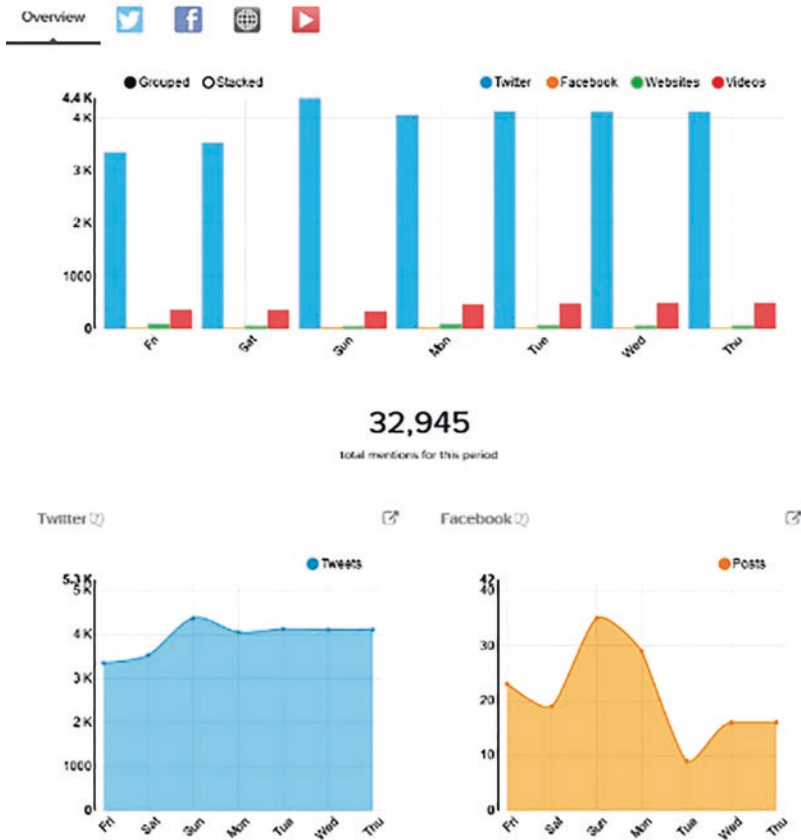 Overview
Grouped Stacked Twitter Facebook Websites Videos
4.4 K
4 K
3 K
2 K
1000
0
Fri Sat Sun Mon Tue Wed Thu
32,945
total mentions for this period
Twitter Facebook
Tweets Posts
5.3 K 42
5 K 40
4 K 30
3 K
2 K 20
1000 10
0 0
Fri Sat Sun Mon Tue Wed Thu Fri Sat Sun Mon Tue Wed Thu